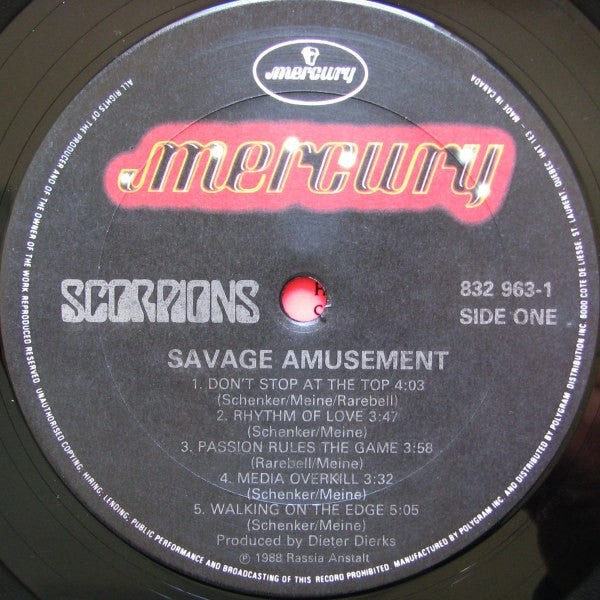 mercury
mercury
SCORPIONS
832 963-1
SIDE ONE
SAVAGE AMUSEMENT
1. DON'T STOP AT THE TOP 4:03
(Schenker/Meine/Rarebell)
2. RHYTHM OF LOVE 3:47
(Schenker/Meine)
3. PASSION RULES THE GAME 3:58
(Rarebell/Meine)
4. MEDIA OVERKILL 3:32
(Schenker/Meine)
5. WALKING ON THE EDGE 5:05
(Schenker/Meine)
Produced by Dieter Dierks
℗ 1988 Rassia Anstalt
ALL RIGHTS OF THE PRODUCER AND OF THE OWNER OF THE WORK REPRODUCED RESERVED. UNAUTHORISED COPYING, HIRING, LENDING, PUBLIC PERFORMANCE AND BROADCASTING OF THIS RECORD PROHIBITED. MANUFACTURED BY POLYGRAM INC. AND DISTRIBUTED BY POLYGRAM DISTRIBUTION INC. 6000 COTE DE LIESSE, ST LAURENT, QUEBEC H4T 1E3 – MADE IN CANADA